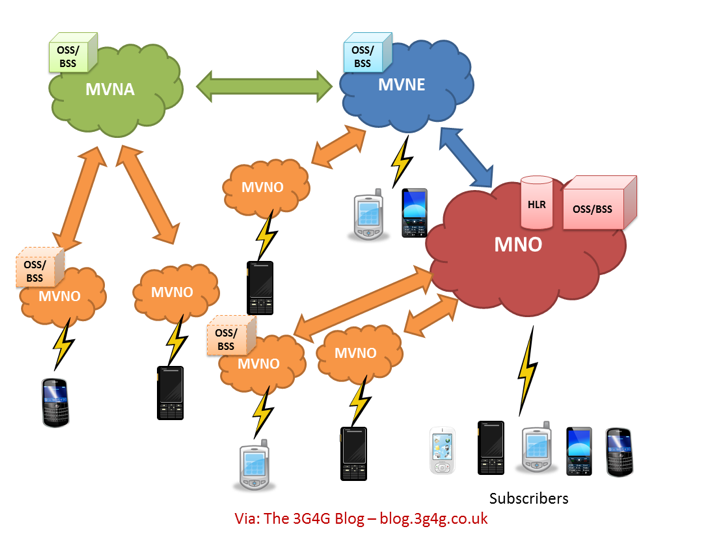 OSS/
BSS
MVNA
OSS/
BSS
MVNE
MVNO
HLR
OSS/BSS
MNO
OSS/
BSS
MVNO
MVNO
OSS/
BSS
MVNO
MVNO
Subscribers
Via: The 3G4G Blog – blog.3g4g.co.uk